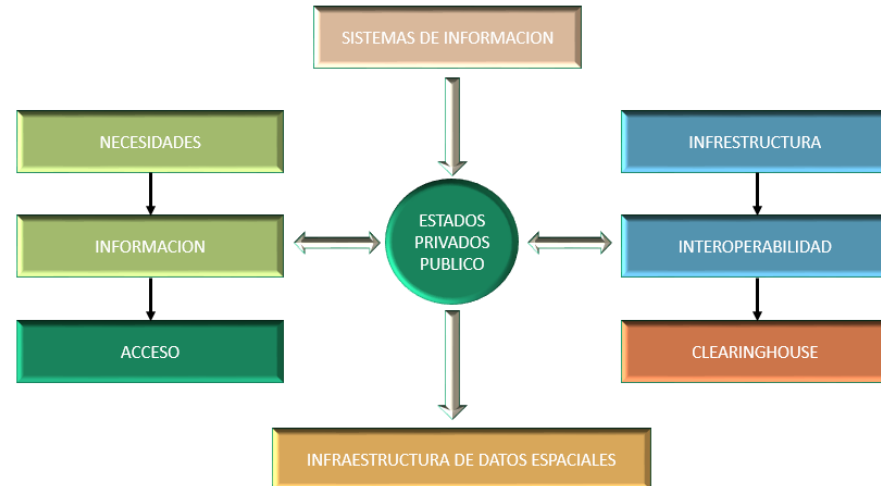 SISTEMAS DE INFORMACION
NECESIDADES
INFRESTRUCTURA
ESTADOS
PRIVADOS
PUBLICO
INFORMACION
INTEROPERABILIDAD
ACCESO
CLEARINGHOUSE
INFRAESTRUCTURA DE DATOS ESPACIALES